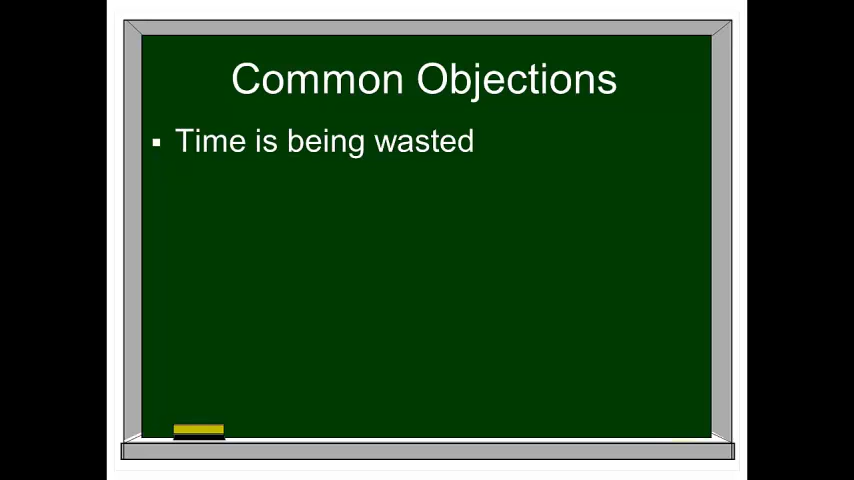 Common Objections
▪ Time is being wasted